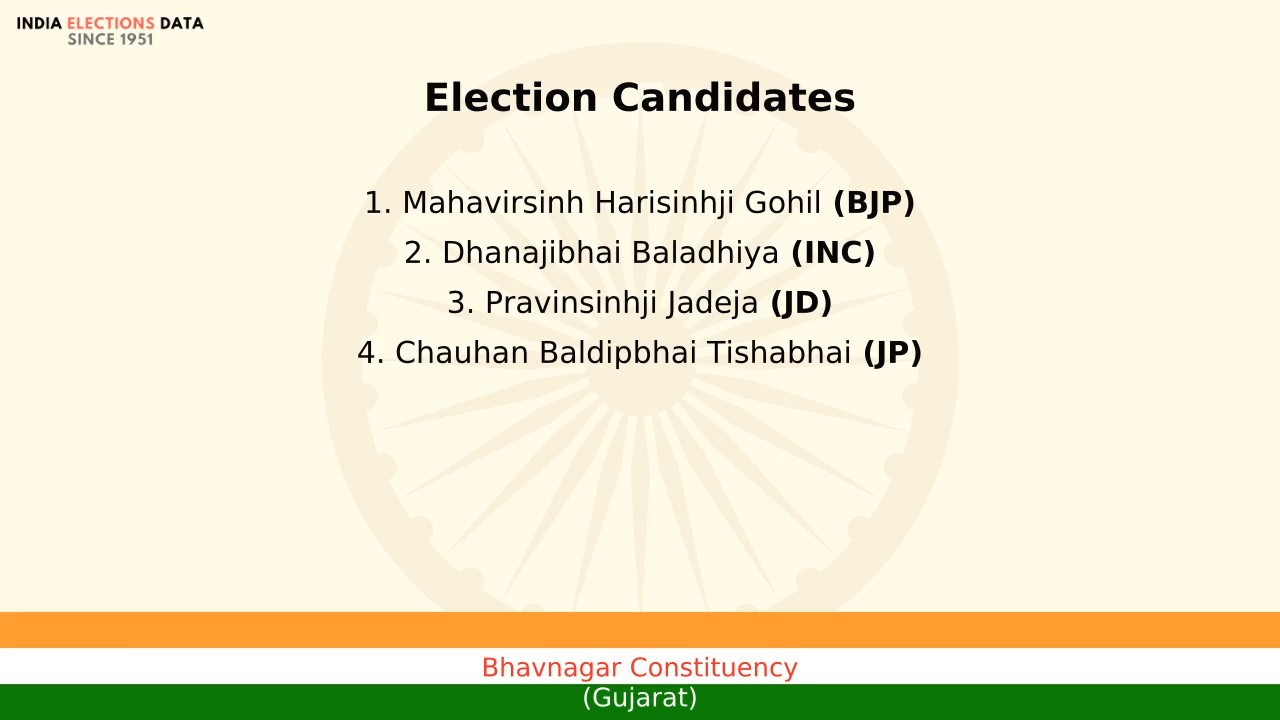 INDIA ELECTIONS DATA
SINCE 1951
Election Candidates
1. Mahavirsinh Harisinhji Gohil (BJP)
2. Dhanajibhai Baladhiya (INC)
3. Pravinsinhji Jadeja (JD)
4. Chauhan Baldipbhai Tishabhai (JP)
Bhavnagar Constituency
(Gujarat)